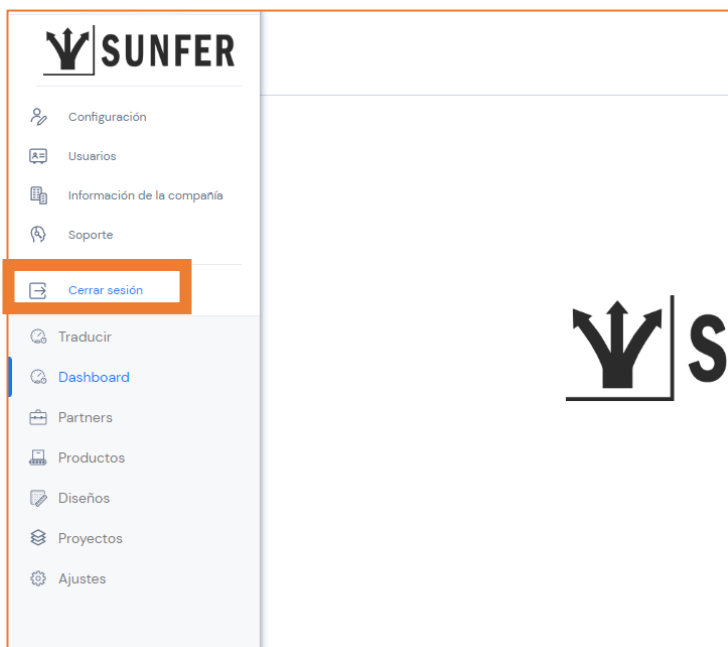 SUNFER
Configuración
Usuarios
Información de la compañía
Soporte
Cerrar sesión
Traducir
Dashboard
Partners
Productos
Diseños
Proyectos
Ajustes
S